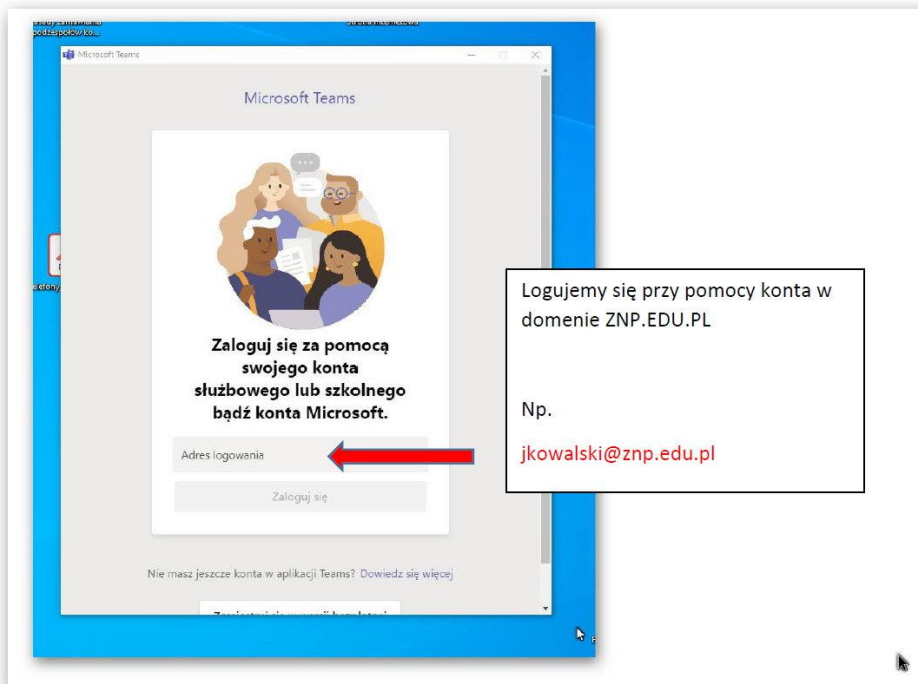 podzespołów ko...
Microsoft Teams
Microsoft Teams
Zaloguj się za pomocą
swojego konta
służbowego lub szkolnego
bądź konta Microsoft.
Adres logowania
Zaloguj się
Nie masz jeszcze konta w aplikacji Teams? Dowiedz się więcej
Logujemy się przy pomocy konta w
domenie ZNP.EDU.PL
Np.
jkowalski@znp.edu.pl